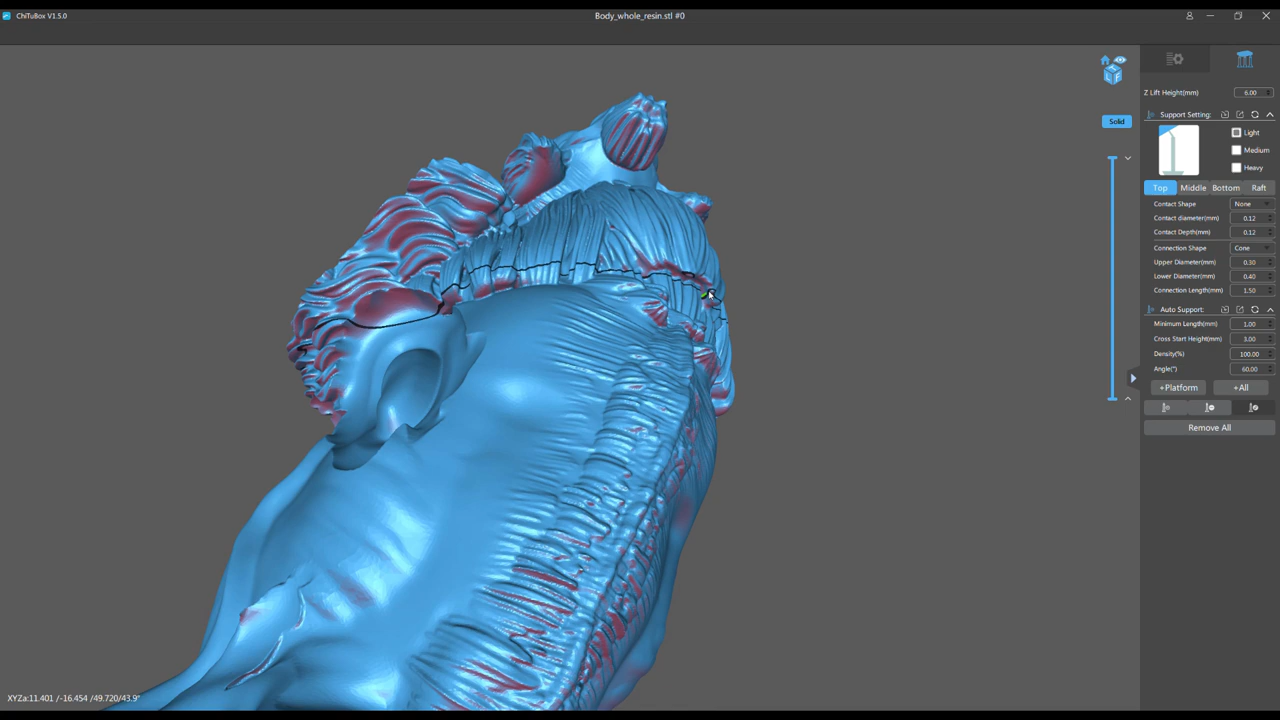 ChiTuBox V1.5.0
Body_whole_resin.stl #0
Z Lift Height(mm) 6.00
Support Setting:
Solid
Light
Medium
Heavy
Top Middle Bottom Raft
Contact Shape None
Contact diameter(mm) 0.12
Contact Depth(mm) 0.12
Connection Shape Cone
Upper Diameter(mm) 0.30
Lower Diameter(mm) 0.40
Connection Length(mm) 1.50
Auto Support:
Minimum Length(mm) 1.00
Cross Start Height(mm) 3.00
Density(%) 100.00
Angle(°) 60.00
+Platform +All
Remove All
XYZa:11.401 /-16.454 /49.720/43.9°